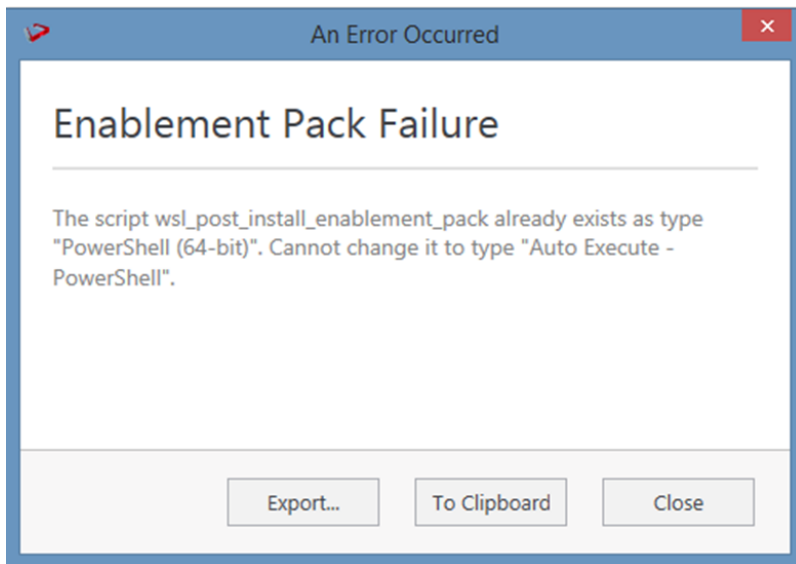 An Error Occurred
Enablement Pack Failure
The script wsl_post_install_enablement_pack already exists as type
"PowerShell (64-bit)". Cannot change it to type "Auto Execute -
PowerShell".
Export...
To Clipboard
Close